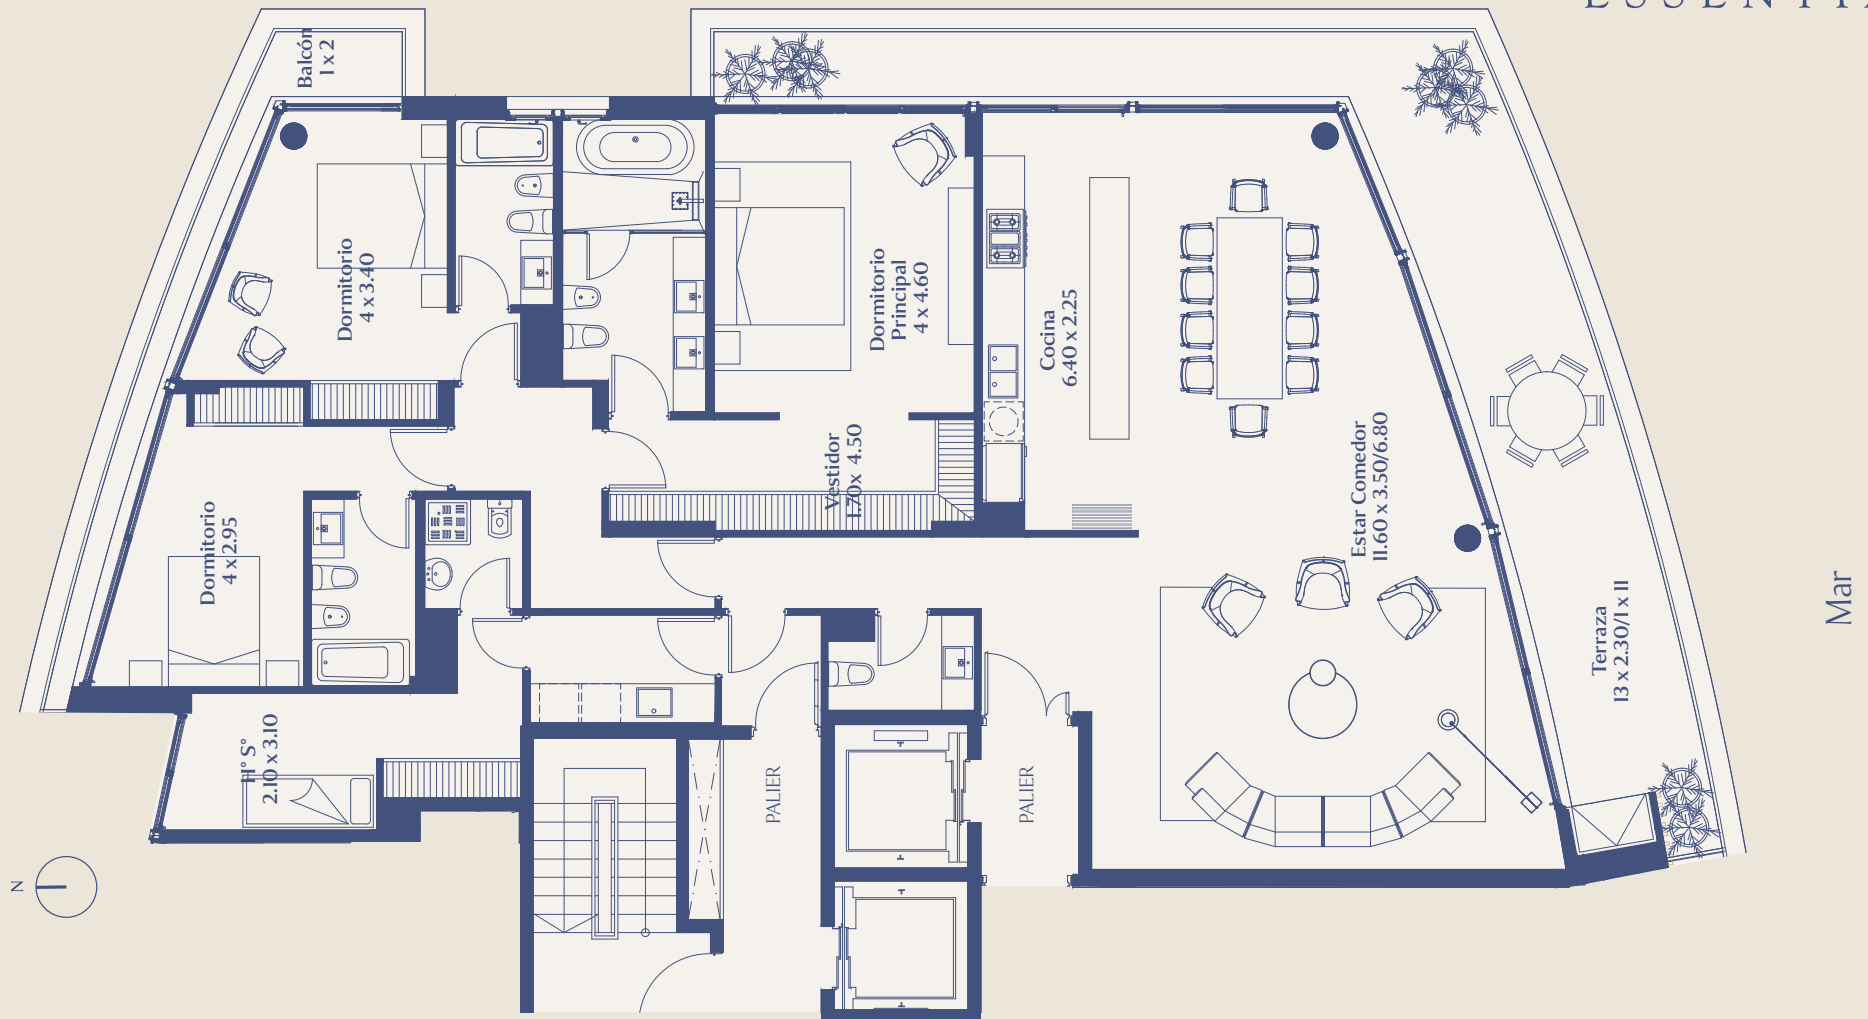 Balcón
1 x 2
Dormitorio
4 x 3.40
Dormitorio
Principal
4 x 4.60
Cocina
6.40 x 2.25
Vestidor
1.70x 4.50
Estar Comedor
11.60 x 3.50/6.80
Dormitorio
4 x 2.95
Terraza
13 x 2.30/1 x 11
Mar
H° S°
2.10 x 3.10
PALIER
PALIER
N